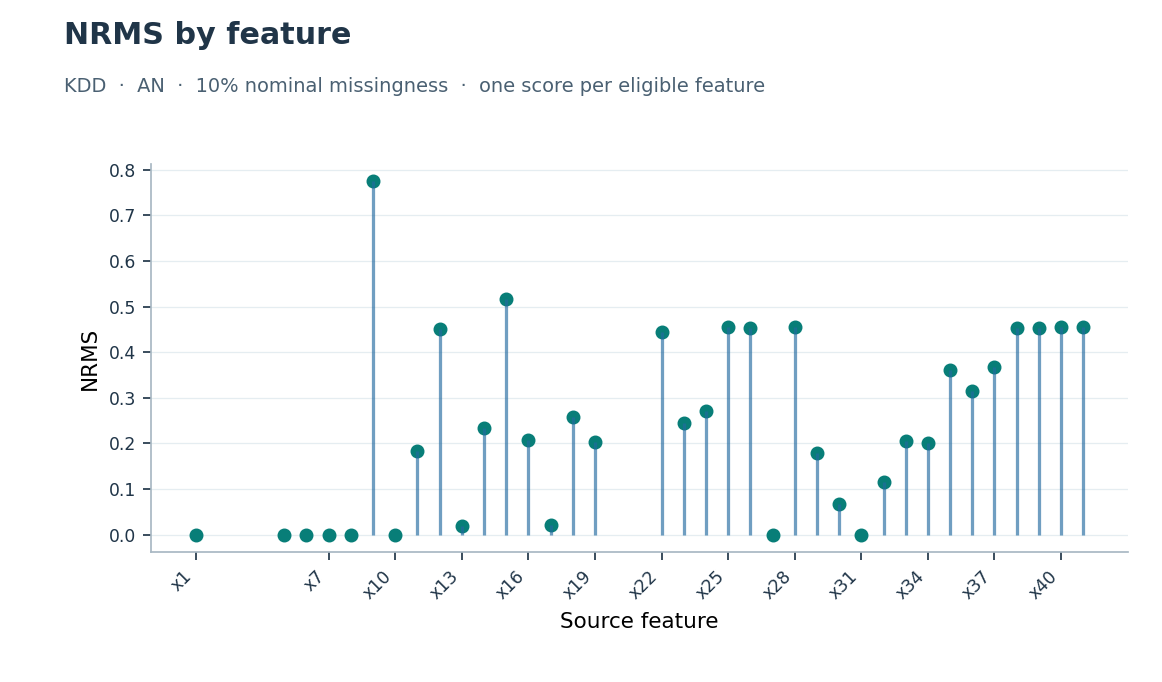 NRMS by feature
KDD · AN · 10% nominal missingness · one score per eligible feature
0.8
0.7
0.6
0.5
0.4
0.3
0.2
0.1
0.0
NRMS
x1
x7
x10
x13
x16
x19
x22
x25
x28
x31
x34
x37
x40
Source feature